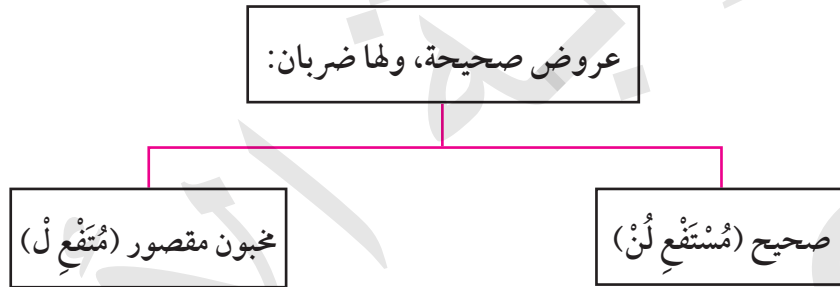 عروض صحيحة، ولها ضربان:
صحيح (مُسْتَفْعِ لُنْ)
مخبون مقصور (مُتَفْعِ لْ)